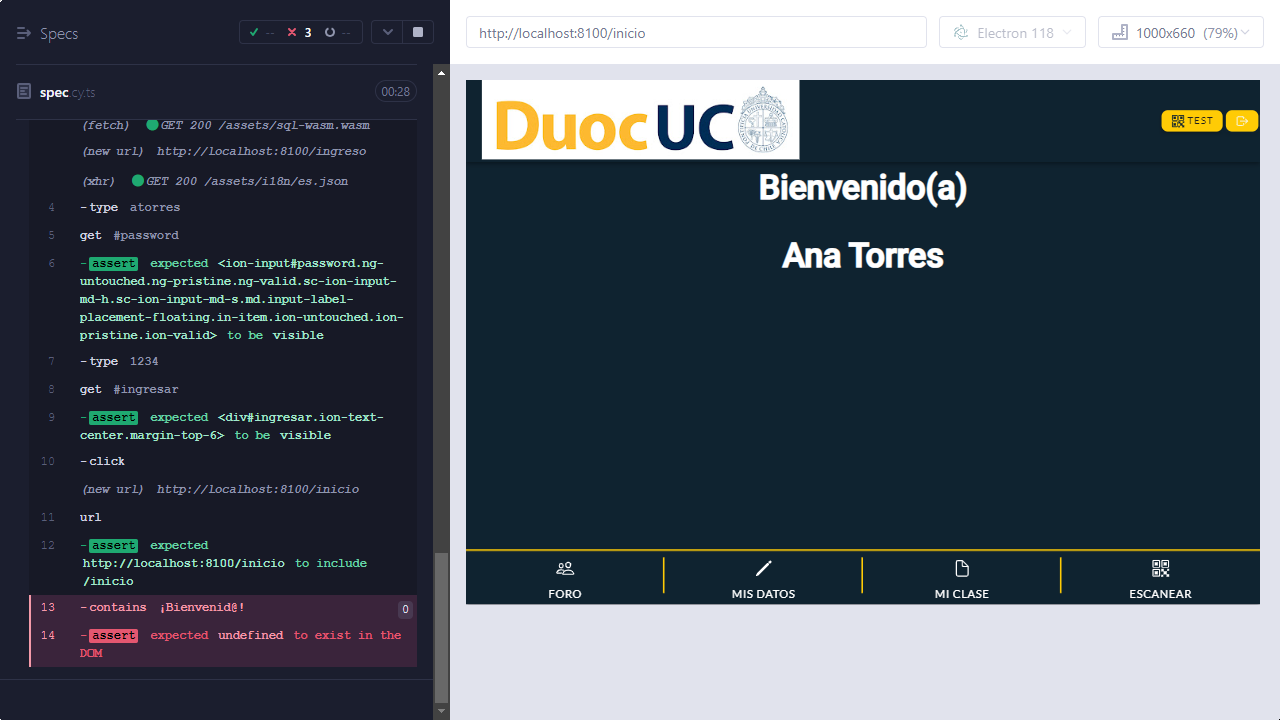 Specs
--
3
--
http://localhost:8100/inicio
Electron 118
1000x660 (79%)
spec.cy.ts
00:28
(fetch) GET 200 /assets/sql-wasm.wasm
(new url) http://localhost:8100/ingreso
(xhr) GET 200 /assets/i18n/es.json
4 -type atorres
5 get #password
6 -assert expected <ion-input#password.ng-
untouched.ng-pristine.ng-valid.sc-ion-input-
md-h.sc-ion-input-md-s.md.input-label-
placement-floating.in-item.ion-untouched.ion-
pristine.ion-valid> to be visible
7 -type 1234
8 get #ingresar
9 -assert expected <div#ingresar.ion-text-
center.margin-top-6> to be visible
10 -click
(new url) http://localhost:8100/inicio
11 url
12 -assert expected
http://localhost:8100/inicio to include
/inicio
13 -contains ¡Bienvenid@! 0
14 -assert expected undefined to exist in the
DOM
Duoc UC
TEST
Bienvenido(a)
Ana Torres
FORO
MIS DATOS
MI CLASE
ESCANEAR